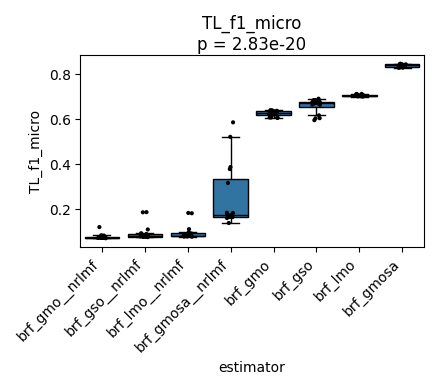 TL_f1_micro
p = 2.83e-20
TL_f1_micro
0.8
0.6
0.4
0.2
brf_gmo__nrlmf
brf_gso__nrlmf
brf_lmo__nrlmf
brf_gmosa__nrlmf
brf_gmo
brf_gso
brf_lmo
brf_gmosa
estimator